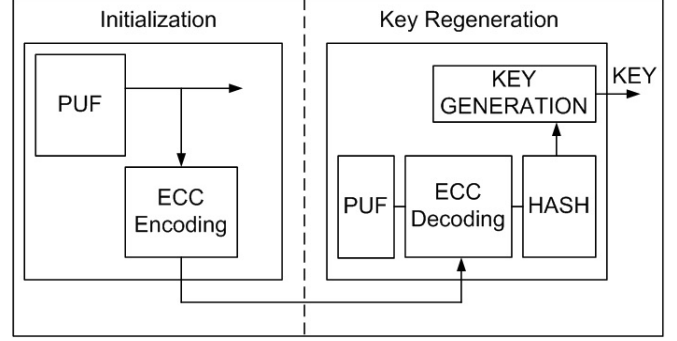 Initialization
Key Regeneration
PUF
ECC
Encoding
KEY
GENERATION
KEY
PUF
ECC
Decoding
HASH